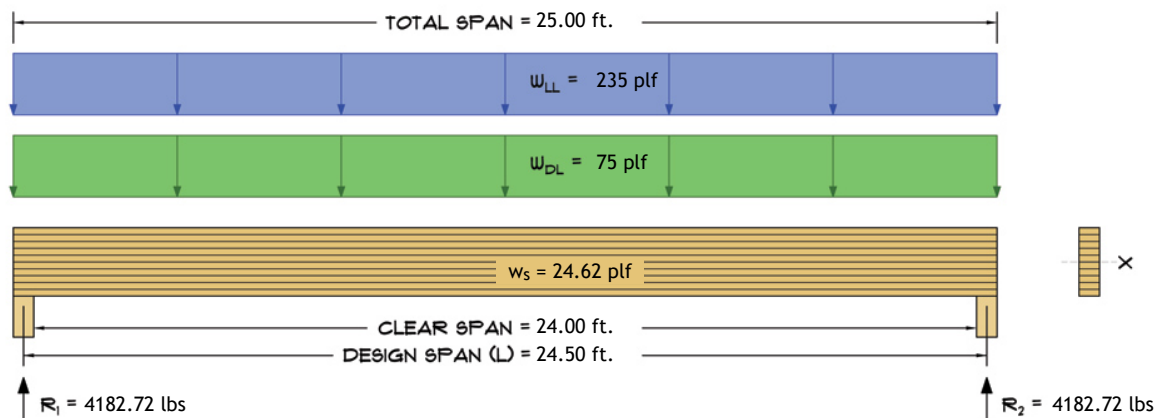 TOTAL SPAN = 25.00 ft.
wLL = 235 plf
wDL = 75 plf
ws = 24.62 plf
X
CLEAR SPAN = 24.00 ft.
DESIGN SPAN (L) = 24.50 ft.
R1 = 4182.72 lbs
R2 = 4182.72 lbs